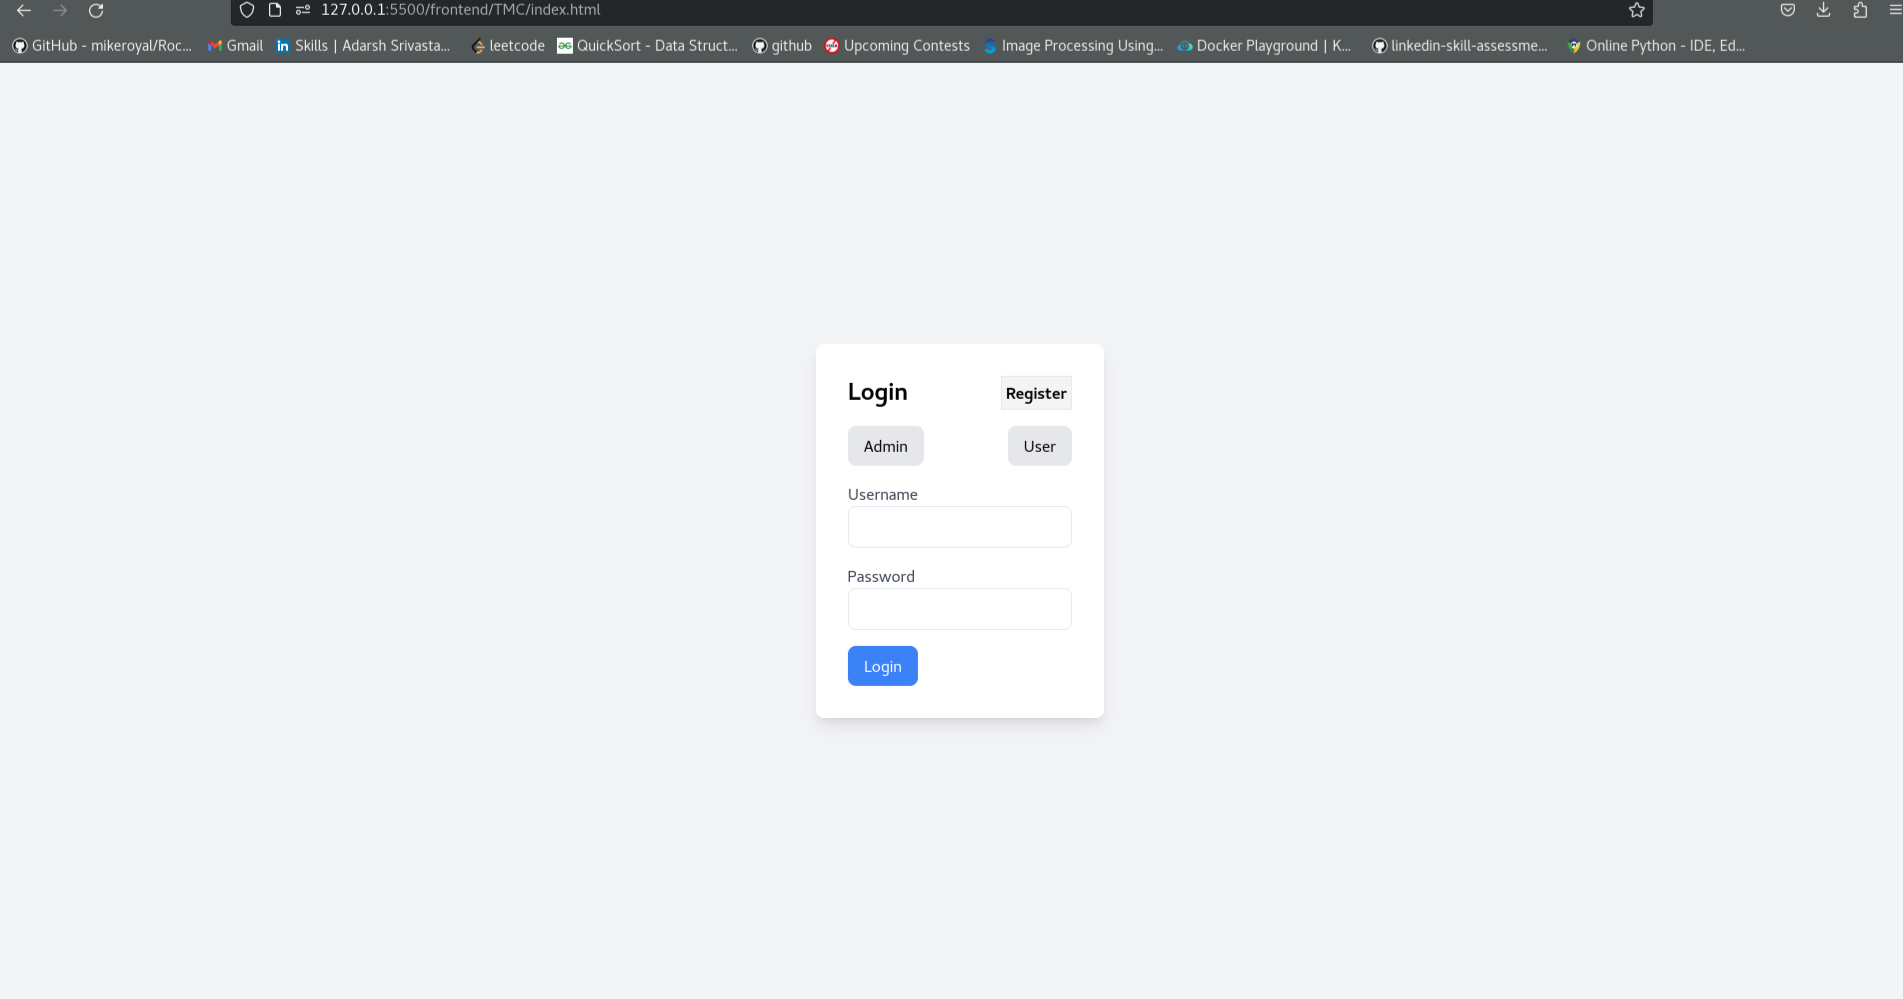 127.0.0.1:5500/frontend/TMC/index.html
GitHub - mikeroyal/Roc... Gmail Skills | Adarsh Srivasta... leetcode QuickSort - Data Struct... github Upcoming Contests Image Processing Using... Docker Playground | K... linkedin-skill-assessme... Online Python - IDE, Ed...
Login Register
Admin User
Username
Password
Login